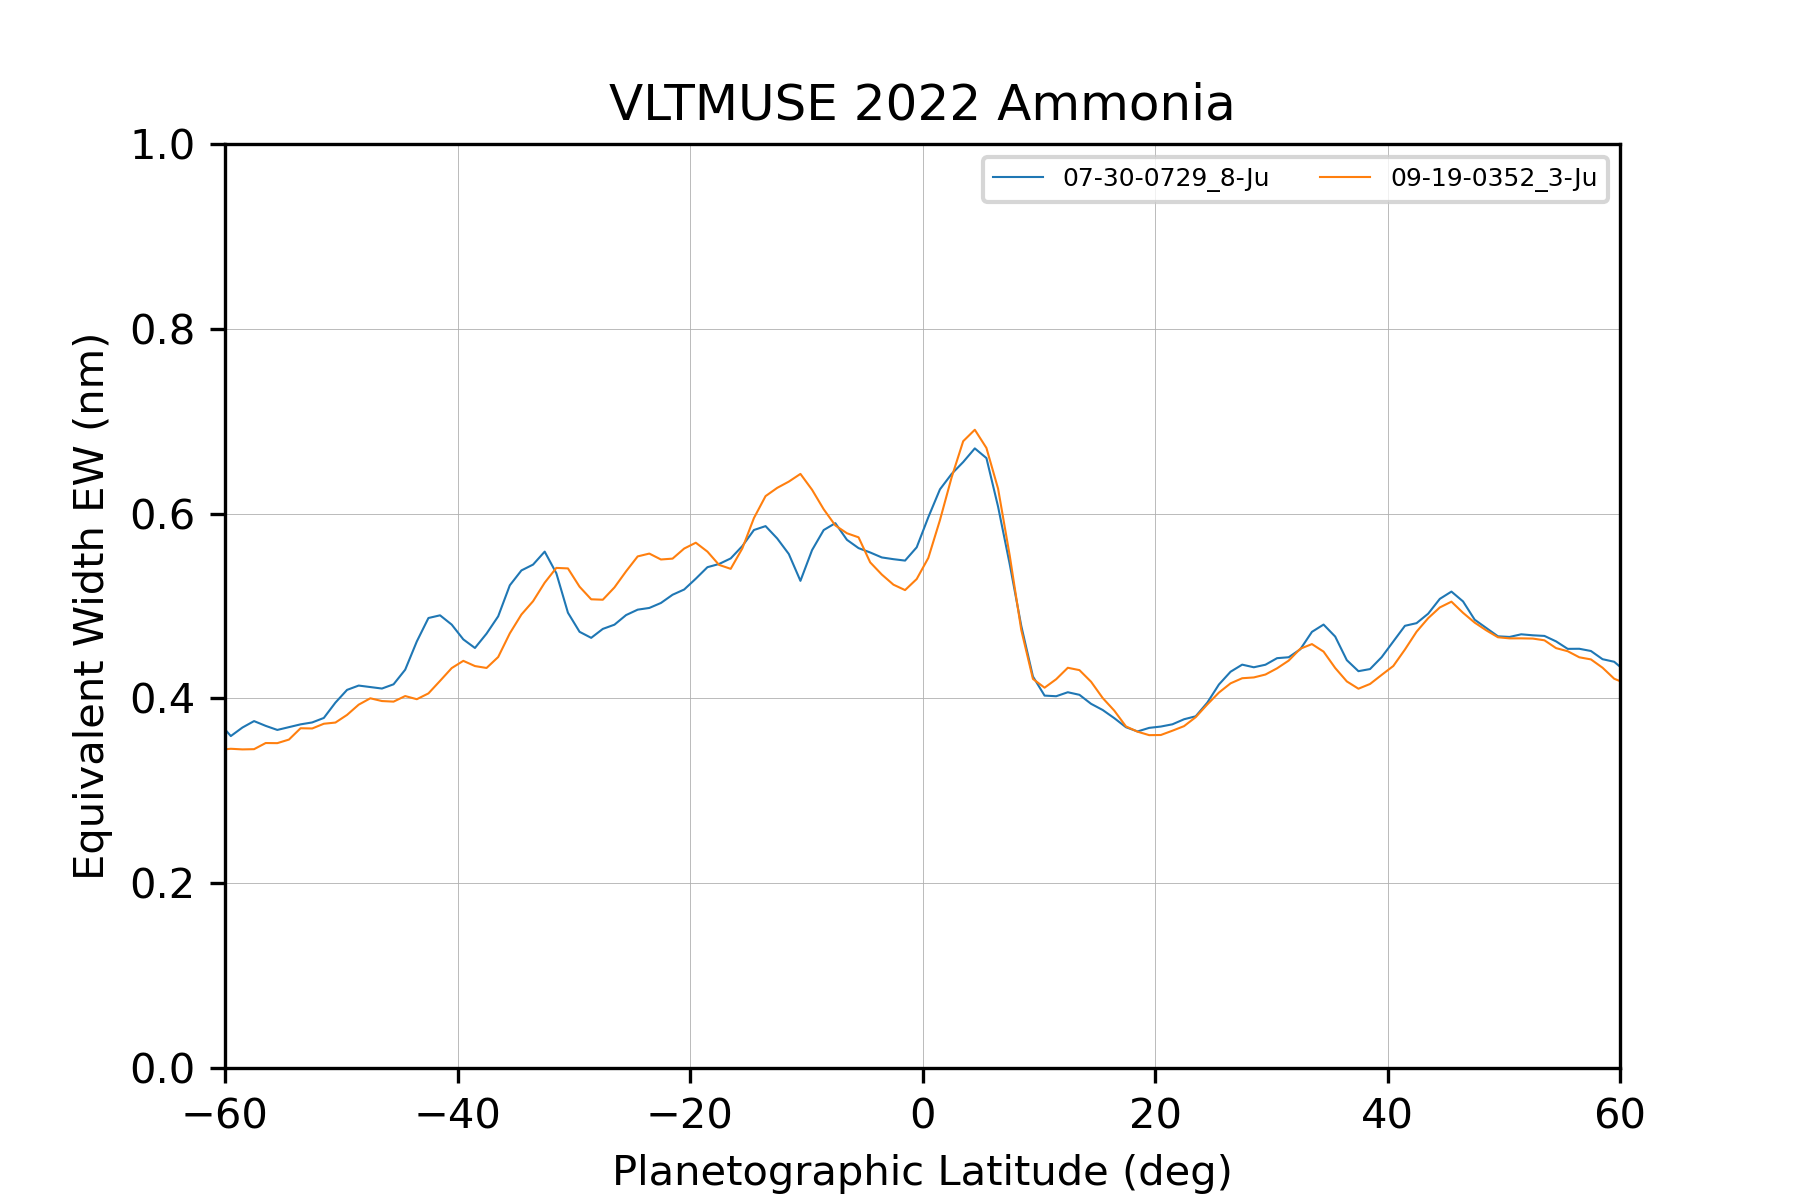 VLTMUSE 2022 Ammonia
1.0
07-30-0729_8-Ju 09-19-0352_3-Ju
0.8
0.6
0.4
0.2
0.0
Equivalent Width EW (nm)
−60 −40 −20 0 20 40 60
Planetographic Latitude (deg)